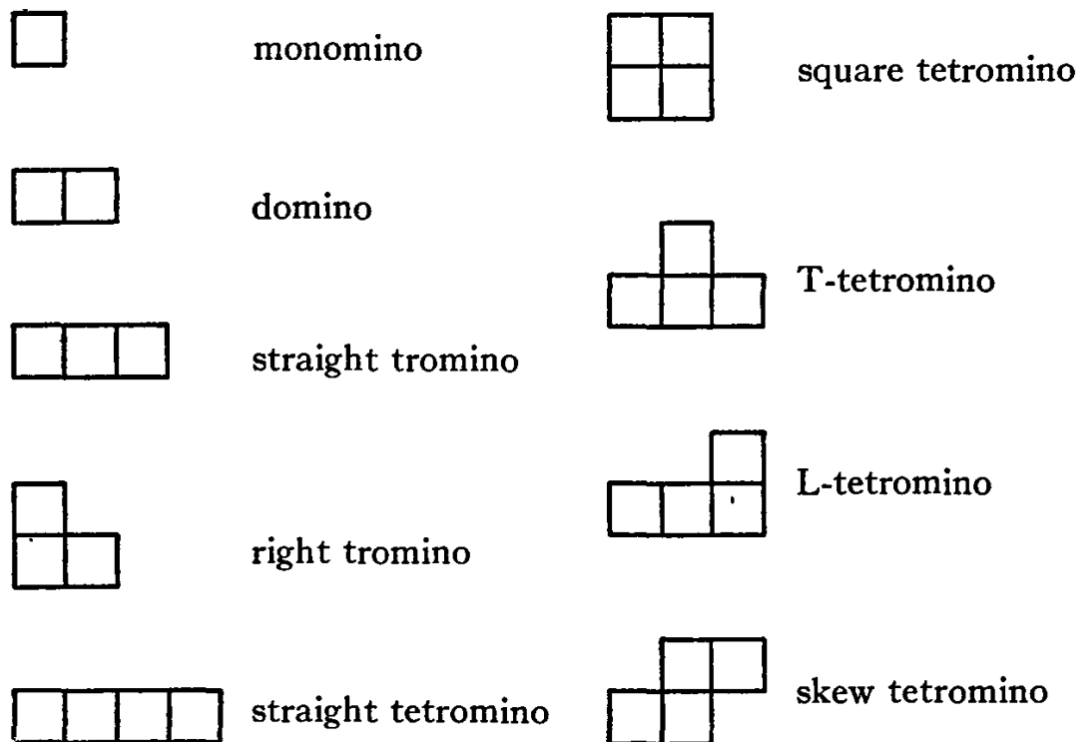 monomino
domino
straight tromino
right tromino
straight tetromino
square tetromino
T-tetromino
L-tetromino
skew tetromino